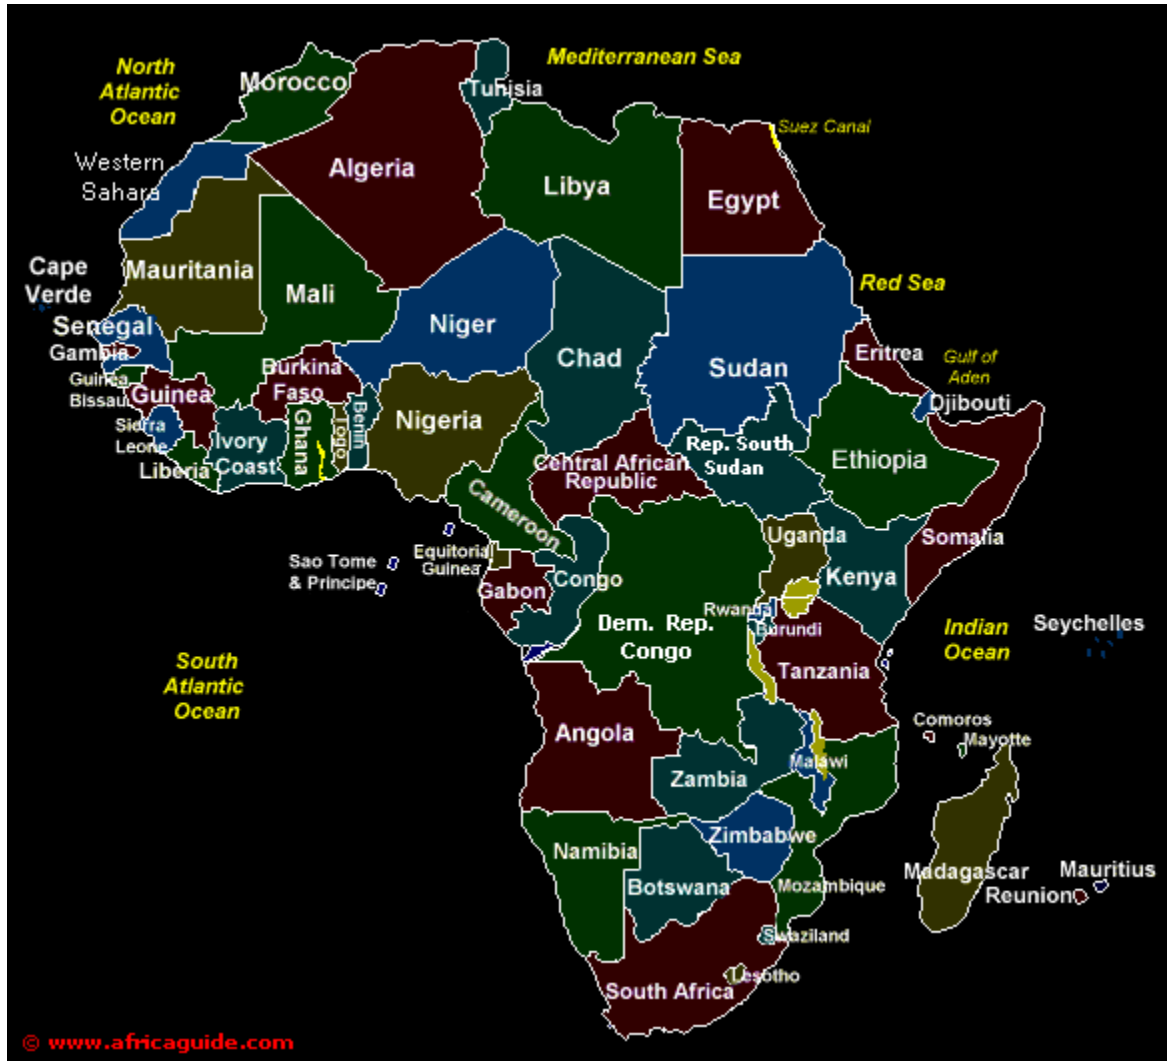 Mediterranean Sea
North
Atlantic
Ocean
Morocco
Tunisia
Suez Canal
Western
Sahara
Algeria
Libya
Egypt
Cape
Verde
Mauritania
Mali
Niger
Chad
Sudan
Red Sea
Eritrea
Gulf of
Aden
Djibouti
Senegal
Gambia
Guinea
Bissau
Guinea
Burkina
Faso
Sierra
Leone
Liberia
Ivory
Coast
Ghana
Togo
Benin
Nigeria
Rep. South
Sudan
Ethiopia
Central African
Republic
Cameroon
Somalia
Uganda
Kenya
Sao Tome
& Principe
Equitorial
Guinea
Gabon
Congo
Dem. Rep.
Congo
Rwanda
Burundi
Tanzania
Indian
Ocean
Seychelles
South
Atlantic
Ocean
Angola
Zambia
Malawi
Comoros
Mayotte
Zimbabwe
Namibia
Botswana
Mozambique
Madagascar
Mauritius
Reunion
Swaziland
Lesotho
South Africa
© www.africaguide.com